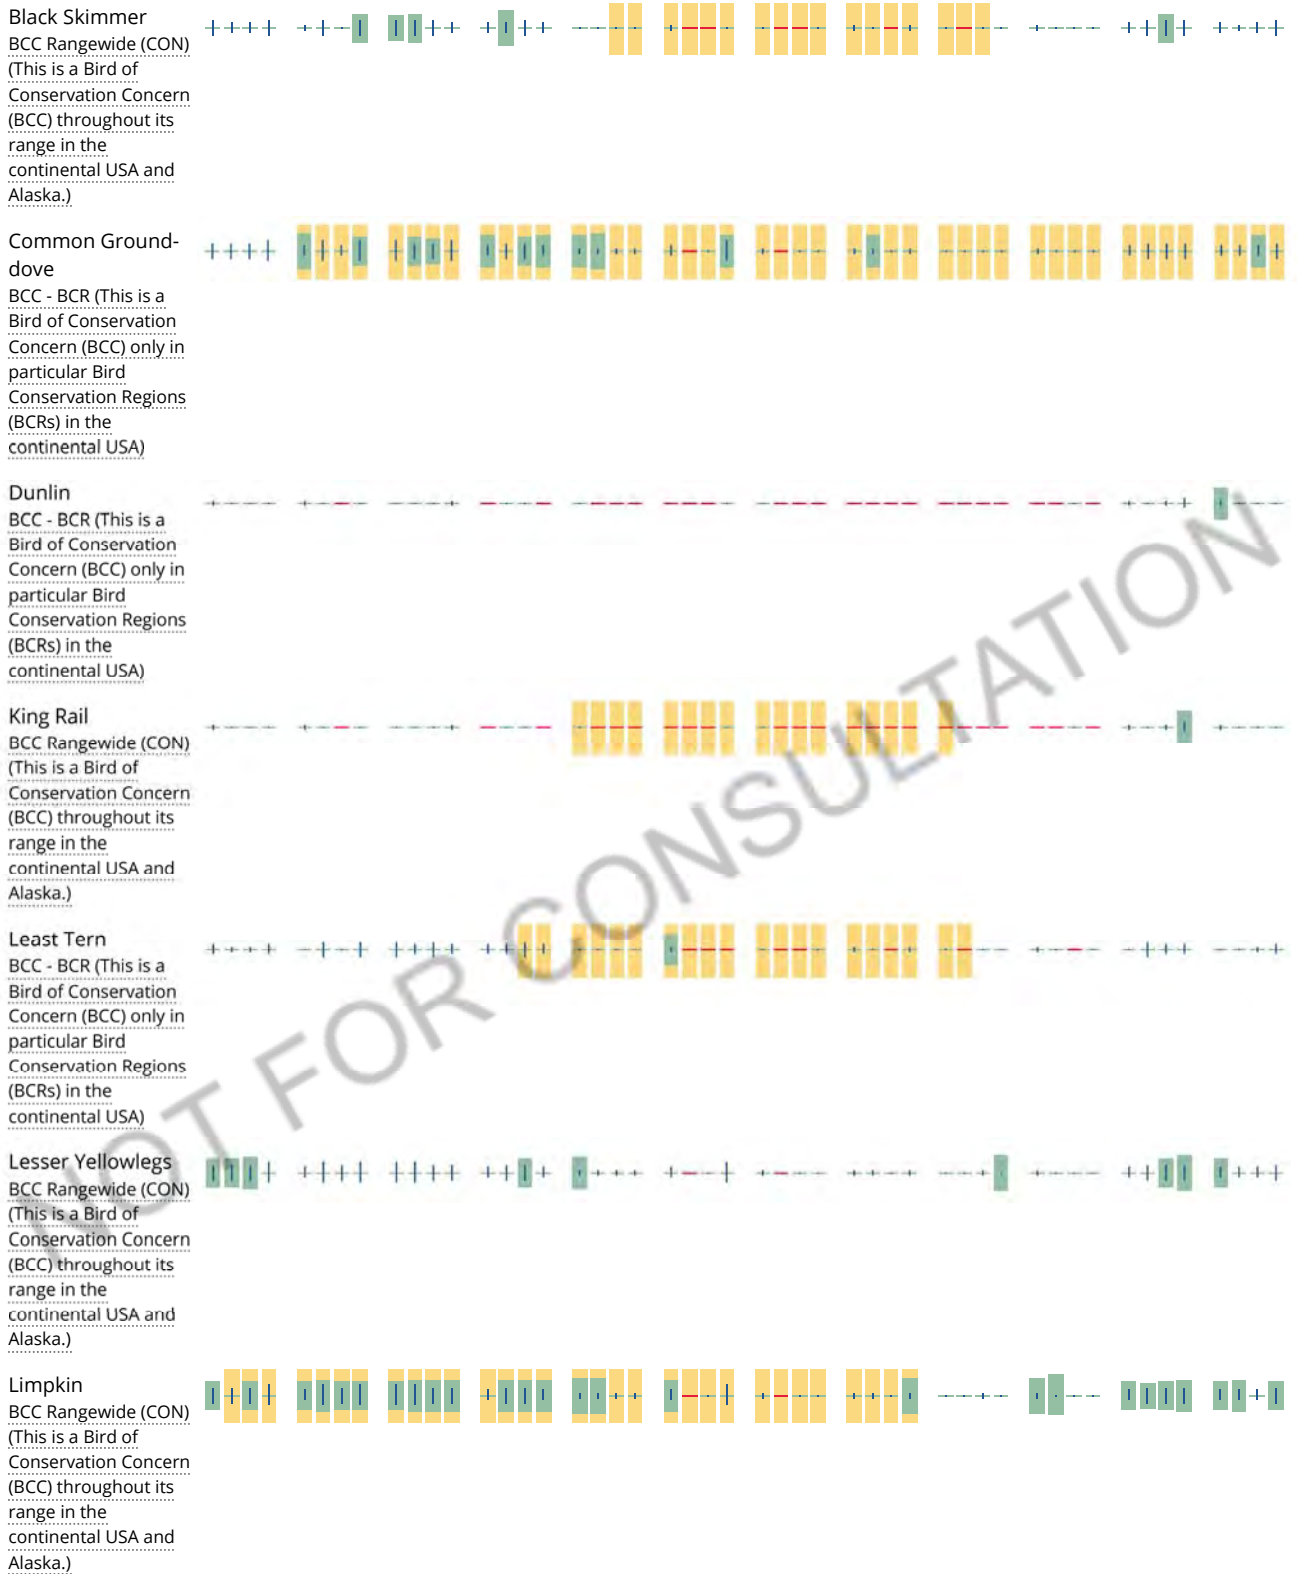 Black Skimmer
BCC Rangewide (CON)
(This is a Bird of
Conservation Concern
(BCC) throughout its
range in the
continental USA and
Alaska.)
Common Ground-
dove
BCC - BCR (This is a
Bird of Conservation
Concern (BCC) only in
particular Bird
Conservation Regions
(BCRs) in the
continental USA)
Dunlin
BCC - BCR (This is a
Bird of Conservation
Concern (BCC) only in
particular Bird
Conservation Regions
(BCRs) in the
continental USA)
King Rail
BCC Rangewide (CON)
(This is a Bird of
Conservation Concern
(BCC) throughout its
range in the
continental USA and
Alaska.)
Least Tern
BCC - BCR (This is a
Bird of Conservation
Concern (BCC) only in
particular Bird
Conservation Regions
(BCRs) in the
continental USA)
Lesser Yellowlegs
BCC Rangewide (CON)
(This is a Bird of
Conservation Concern
(BCC) throughout its
range in the
continental USA and
Alaska.)
Limpkin
BCC Rangewide (CON)
(This is a Bird of
Conservation Concern
(BCC) throughout its
range in the
continental USA and
Alaska.)
NOT FOR CONSULTATION